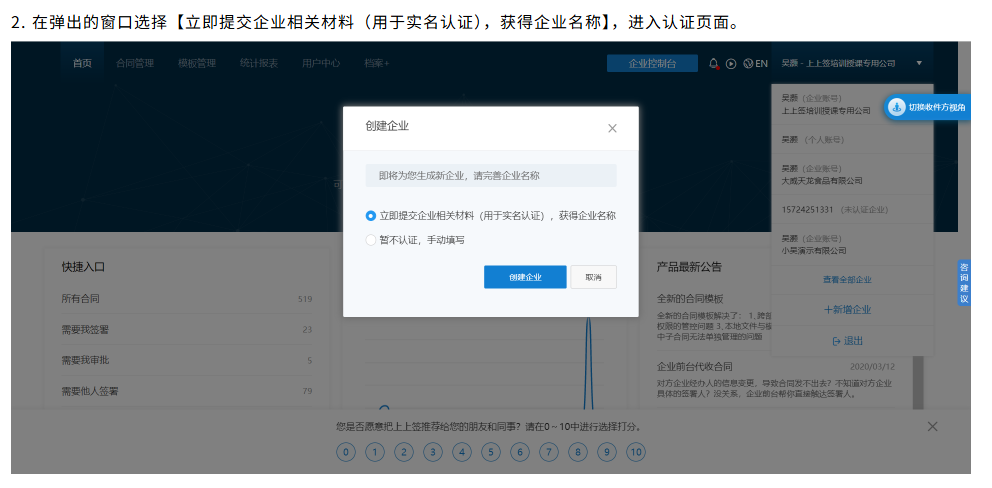 2. 在弹出的窗口选择【立即提交企业相关材料（用于实名认证），获得企业名称】，进入认证页面。
首页 合同管理 模板管理 统计报表 用户中心 档案+ 企业控制台 EN 吴灏 - 上上签培训授课专用公司
吴灏（企业账号）
上上签培训授课专用公司
切换收件方视角
吴灏（个人账号）
吴灏（企业账号）
大威天龙食品有限公司
15724251331（未认证企业）
吴灏（企业账号）
小吴演示有限公司
查看全部企业
+新增企业
退出
创建企业
即将为您生成新企业，请完善企业名称
立即提交企业相关材料（用于实名认证），获得企业名称
暂不认证，手动填写
创建企业 取消
可
快捷入口
所有合同 519
需要我签署 23
需要我审批 5
需要他人签署 79
产品最新公告
全新的合同模板
全新的合同模板解决了： 1.跨部
权限的管控问题 3.本地文件与模
中子合同无法单独管理的问题
企业前台代收合同 2020/03/12
对方企业经办人的信息变更，导致合同发不出去？不知道对方企业
具体的签署人？没关系，企业前台帮你直接触达签署人。
咨询建议
您是否愿意把上上签推荐给您的朋友和同事？请在0～10中进行选择打分。
0 1 2 3 4 5 6 7 8 9 10